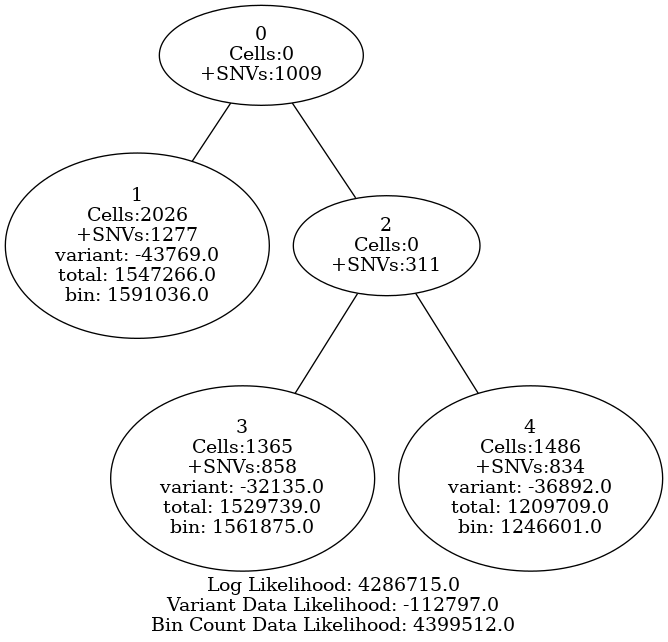 0
Cells:0
+SNVs:1009
1
Cells:2026
+SNVs:1277
variant: -43769.0
total: 1547266.0
bin: 1591036.0
2
Cells:0
+SNVs:311
3
Cells:1365
+SNVs:858
variant: -32135.0
total: 1529739.0
bin: 1561875.0
4
Cells:1486
+SNVs:834
variant: -36892.0
total: 1209709.0
bin: 1246601.0
Log Likelihood: 4286715.0
Variant Data Likelihood: -112797.0
Bin Count Data Likelihood: 4399512.0